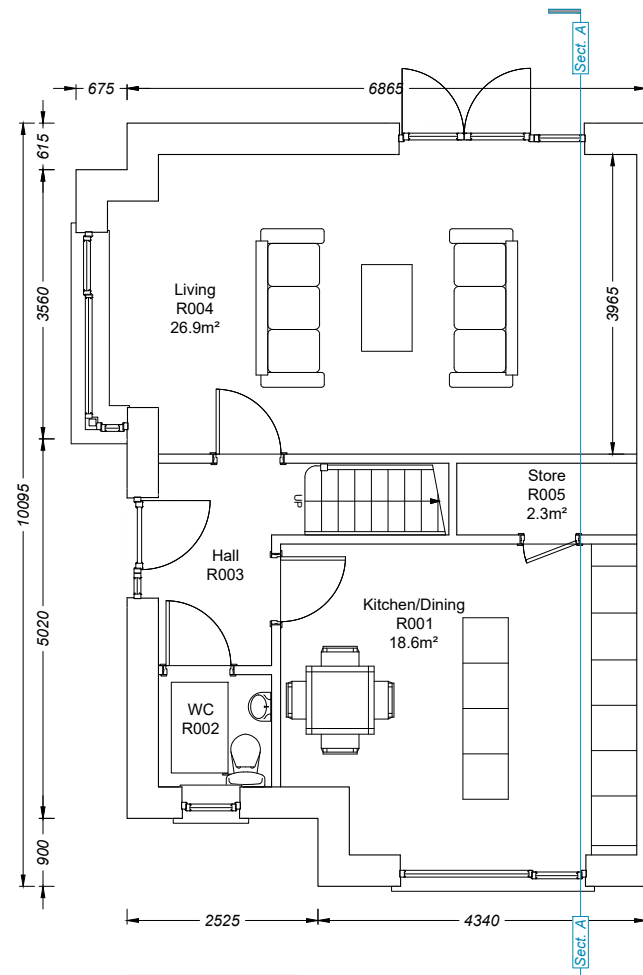 Sect. A
675
6865
615
3560
3965
10095
Living
R004
26.9m²
Store
R005
2.3m²
UP
Hall
R003
5020
Kitchen/Dining
R001
18.6m²
WC
R002
900
2525
4340
Sect. A